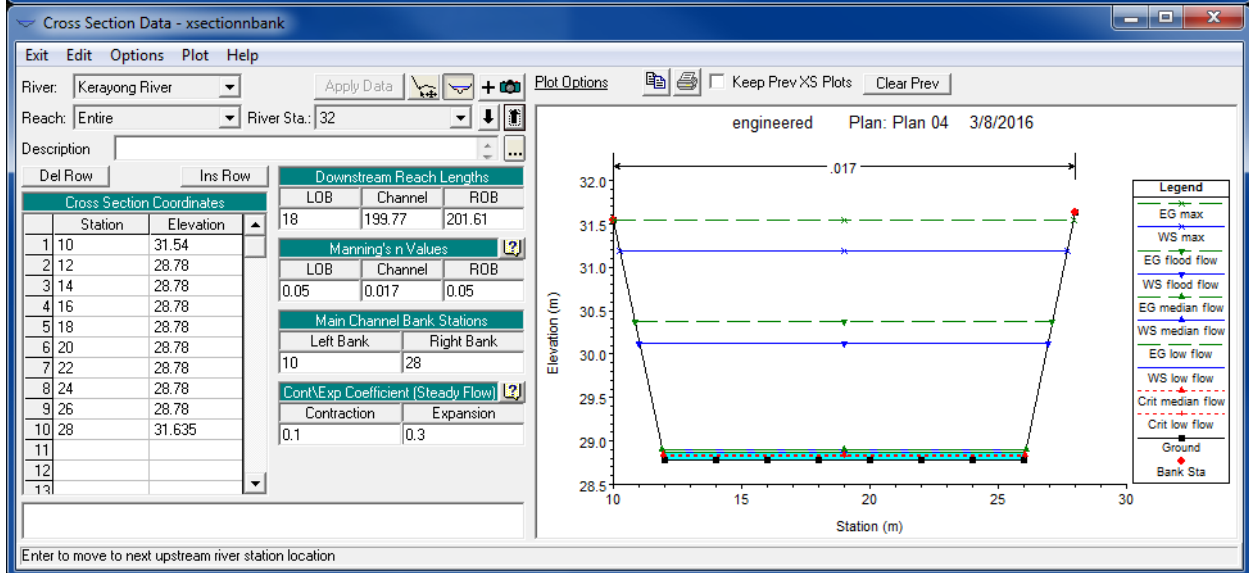 Cross Section Data - xsectionnbank
Exit Edit Options Plot Help
River: Kerayong River
Apply Data
Plot Options
Keep Prev XS Plots
Clear Prev
Reach: Entire
River Sta.: 32
Description
...
Del Row
Ins Row
Cross Section Coordinates
Station Elevation
1 10 31.54
2 12 28.78
3 14 28.78
4 16 28.78
5 18 28.78
6 20 28.78
7 22 28.78
8 24 28.78
9 26 28.78
10 28 31.635
11
12
13
Downstream Reach Lengths
LOB Channel ROB
18 199.77 201.61
Manning's n Values
LOB Channel ROB
0.05 0.017 0.05
Main Channel Bank Stations
Left Bank Right Bank
10 28
Cont\Exp Coefficient (Steady Flow)
Contraction Expansion
0.1 0.3
engineered Plan: Plan 04 3/8/2016
.017
32.0
31.5
31.0
30.5
30.0
29.5
29.0
28.5
Elevation (m)
10 15 20 25 30
Station (m)
Legend
EG max
WS max
EG flood flow
WS flood flow
EG median flow
WS median flow
EG low flow
WS low flow
Crit median flow
Crit low flow
Ground
Bank Sta
Enter to move to next upstream river station location